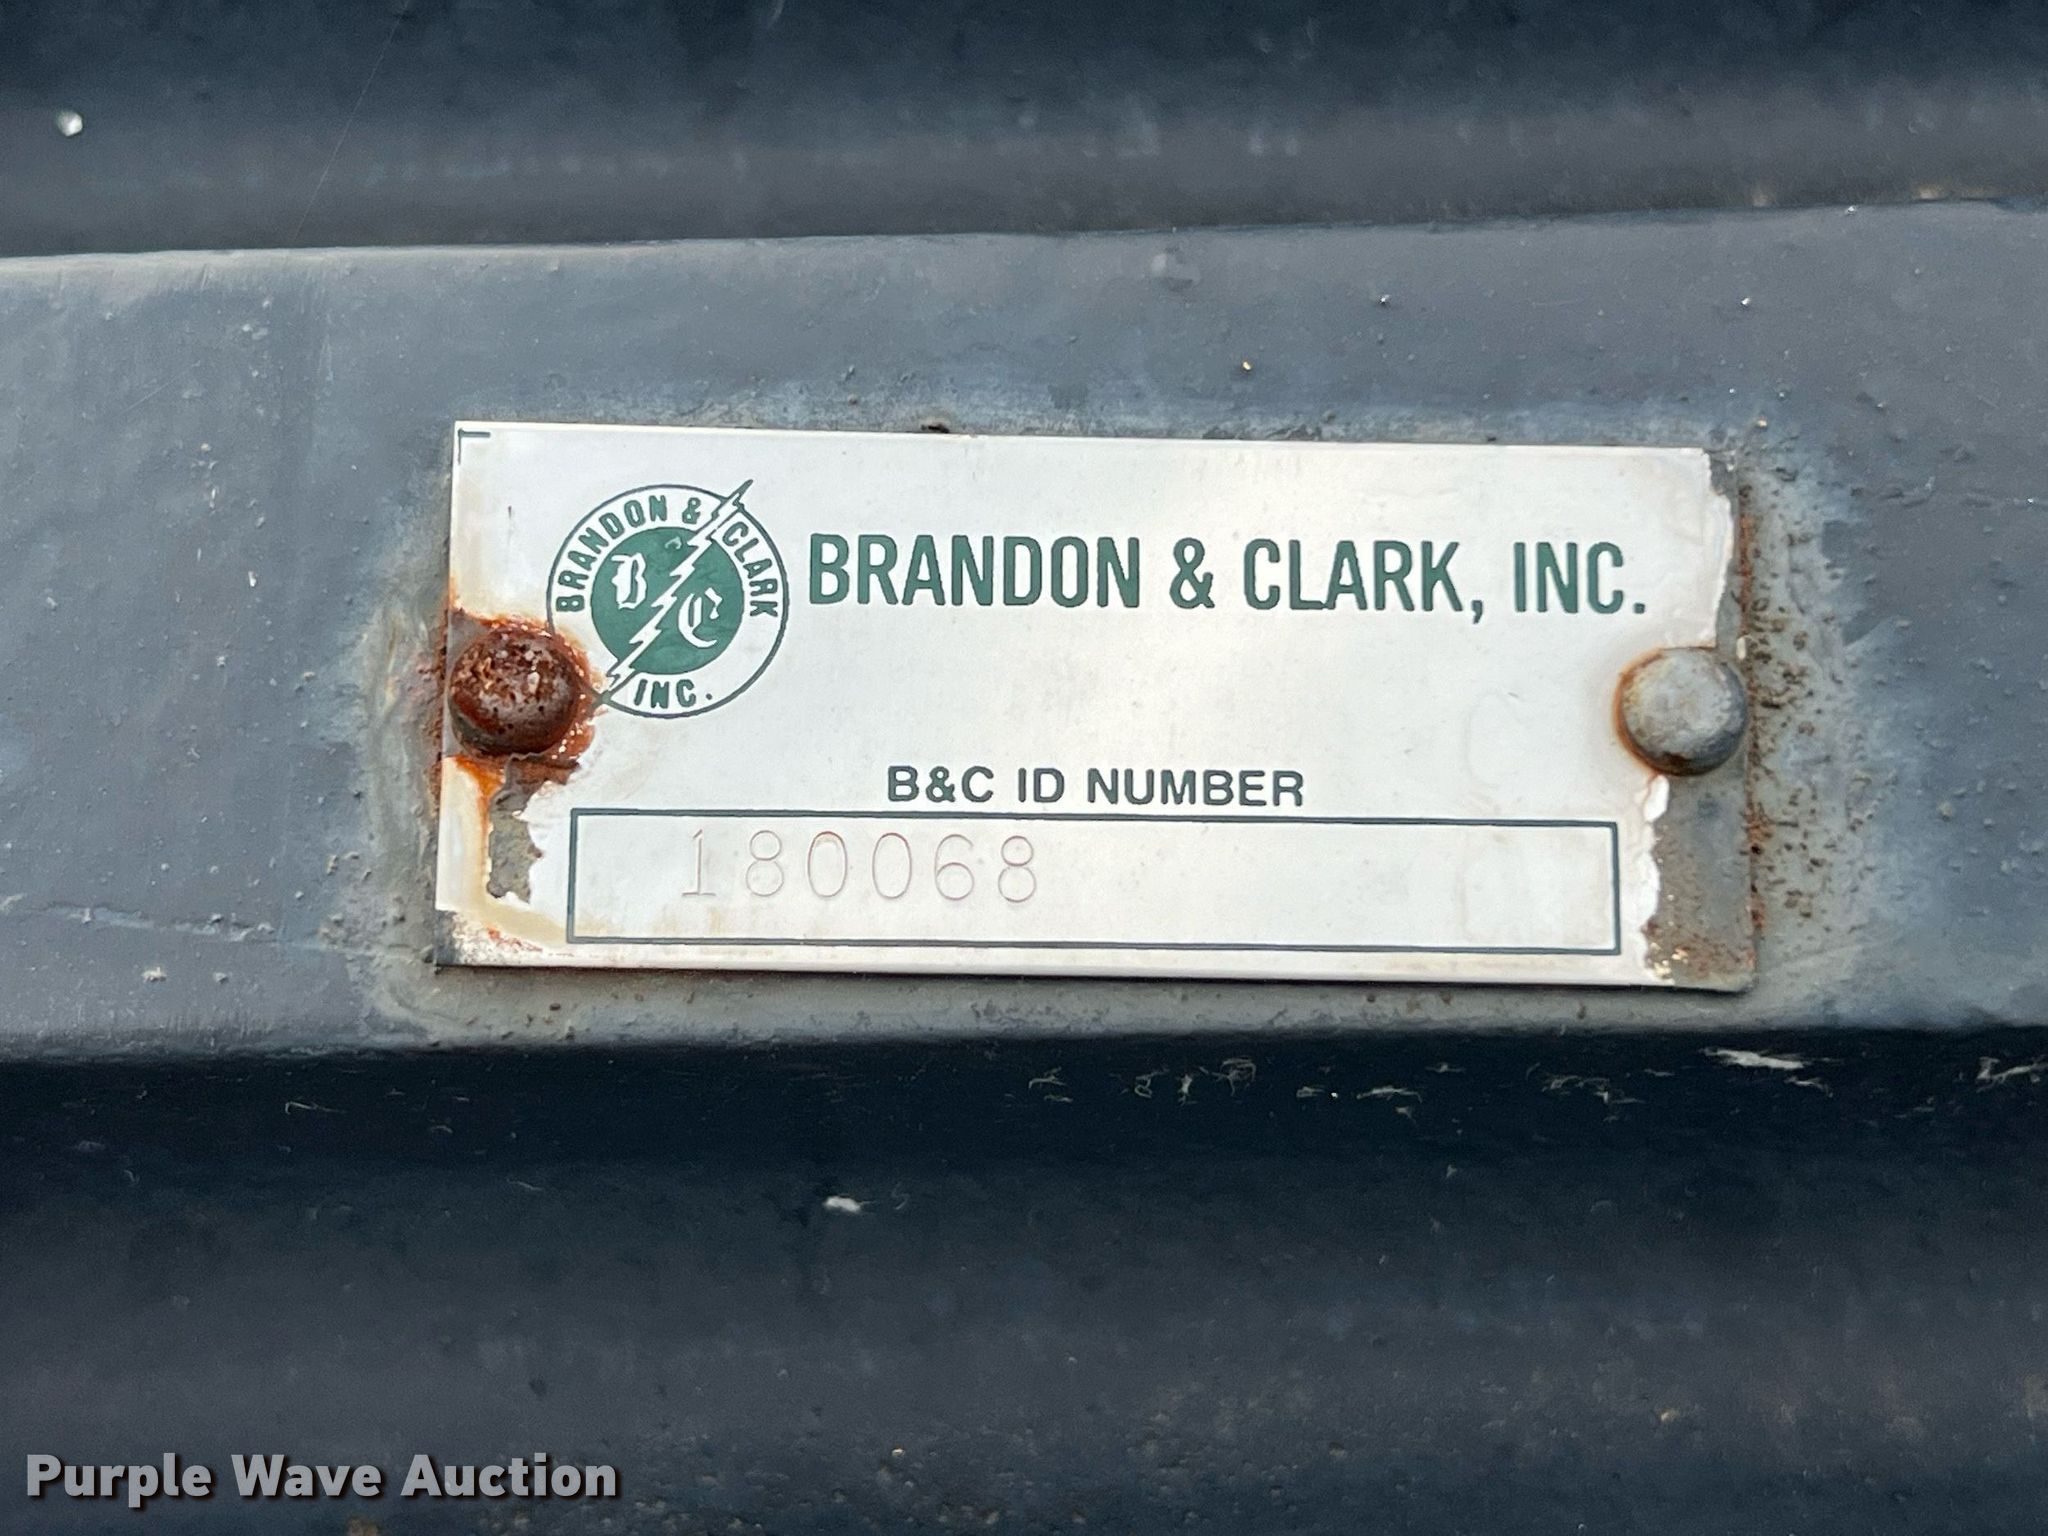 BRANDON & CLARK
B C
INC.
BRANDON & CLARK, INC.
B&C ID NUMBER
180068
Purple Wave Auction